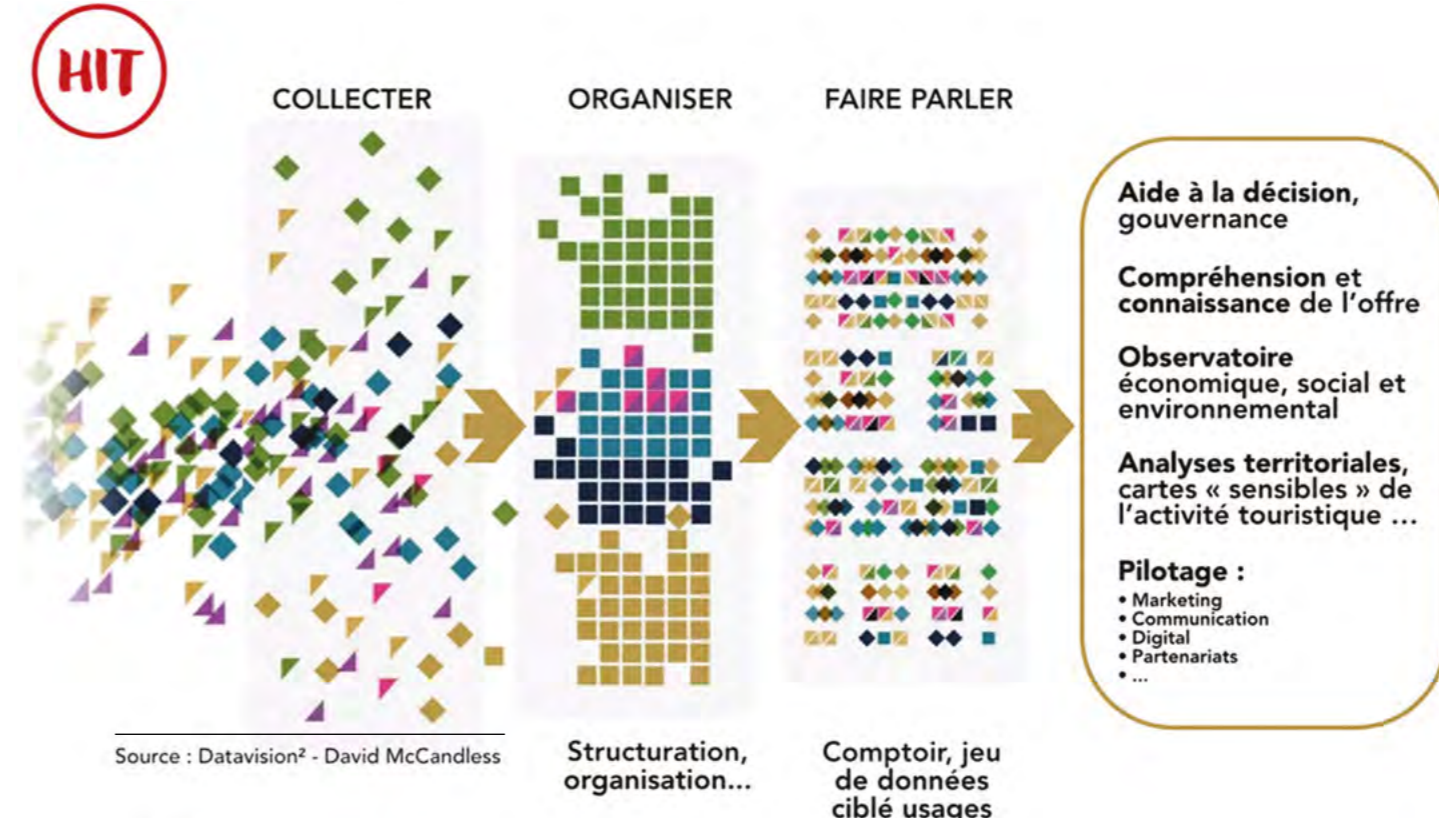 HIT
COLLECTER
ORGANISER
FAIRE PARLER
Source : Datavision² - David McCandless
Structuration,
organisation...
Comptoir, jeu
de données
ciblé usages
Aide à la décision,
gouvernance
Compréhension et
connaissance de l'offre
Observatoire
économique, social et
environnemental
Analyses territoriales,
cartes « sensibles » de
l'activité touristique ...
Pilotage :
• Marketing
• Communication
• Digital
• Partenariats
• ...